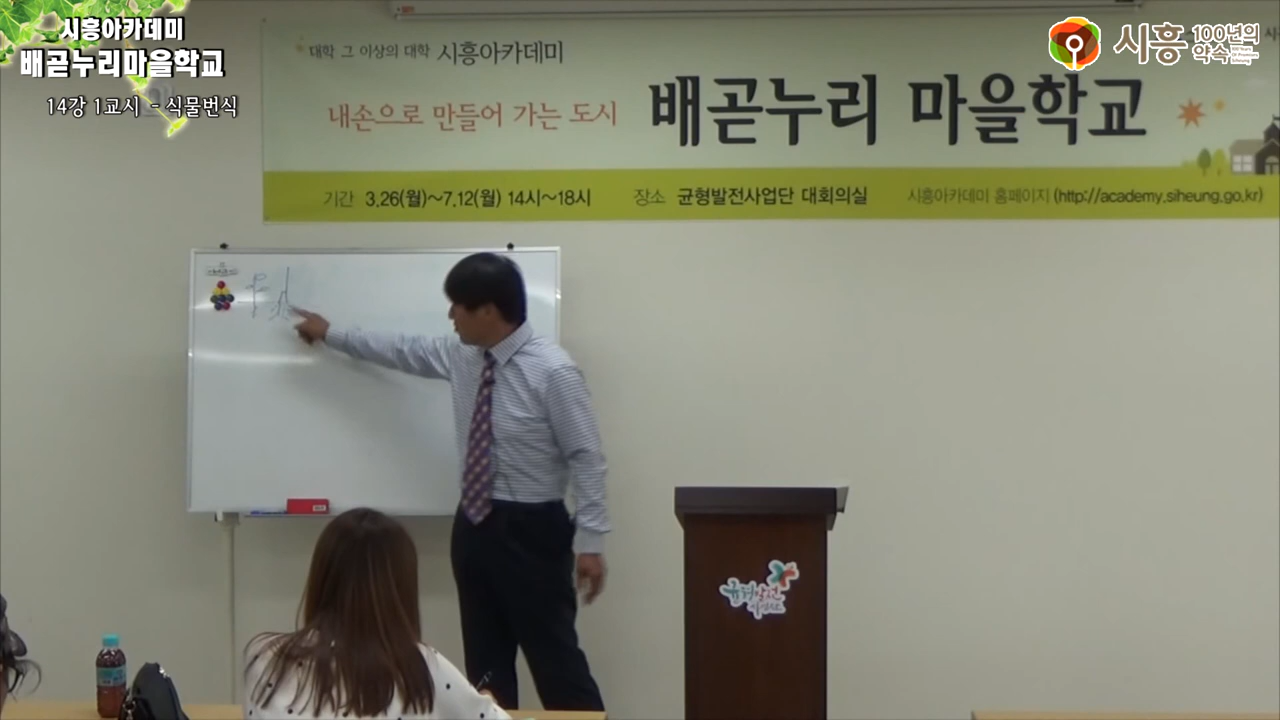 시흥아카데미
배곧누리마을학교
14강 1교시 - 식물번식
시흥 100년의 약속
대학 그 이상의 대학 시흥아카데미
내손으로 만들어 가는 도시 배곧누리 마을학교
기간 3.26(월)~7.12(월) 14시~18시 장소 균형발전사업단 대회의실 시흥아카데미 홈페이지 (http://academy.siheung.go.kr)
균형발전